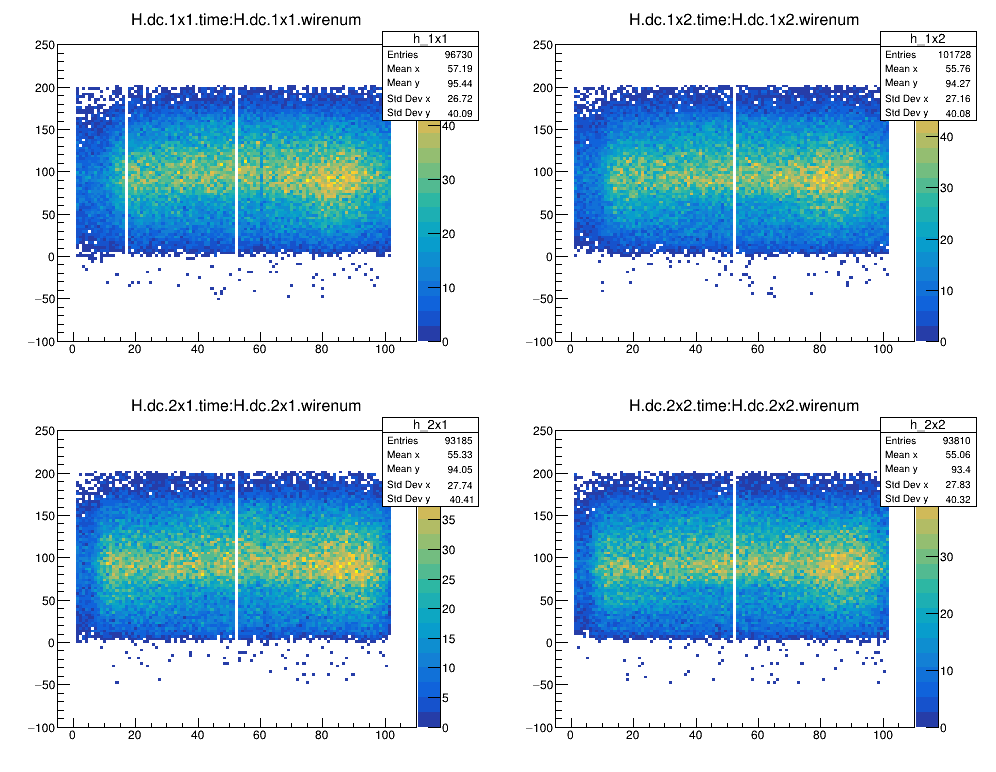 H.dc.1x1.time:H.dc.1x1.wirenum
h_1x1
Entries 96730
Mean x 57.19
Mean y 95.44
Std Dev x 26.72
Std Dev y 40.09
250
200
150
100
50
0
−50
−100
0 20 40 60 80 100
40
30
20
10
0
H.dc.1x2.time:H.dc.1x2.wirenum
h_1x2
Entries 101728
Mean x 55.76
Mean y 94.27
Std Dev x 27.16
Std Dev y 40.08
250
200
150
100
50
0
−50
−100
0 20 40 60 80 100
40
30
20
10
0
H.dc.2x1.time:H.dc.2x1.wirenum
h_2x1
Entries 93185
Mean x 55.33
Mean y 94.05
Std Dev x 27.74
Std Dev y 40.41
250
200
150
100
50
0
−50
−100
0 20 40 60 80 100
35
30
25
20
15
10
5
0
H.dc.2x2.time:H.dc.2x2.wirenum
h_2x2
Entries 93810
Mean x 55.06
Mean y 93.4
Std Dev x 27.83
Std Dev y 40.32
250
200
150
100
50
0
−50
−100
0 20 40 60 80 100
30
20
10
0